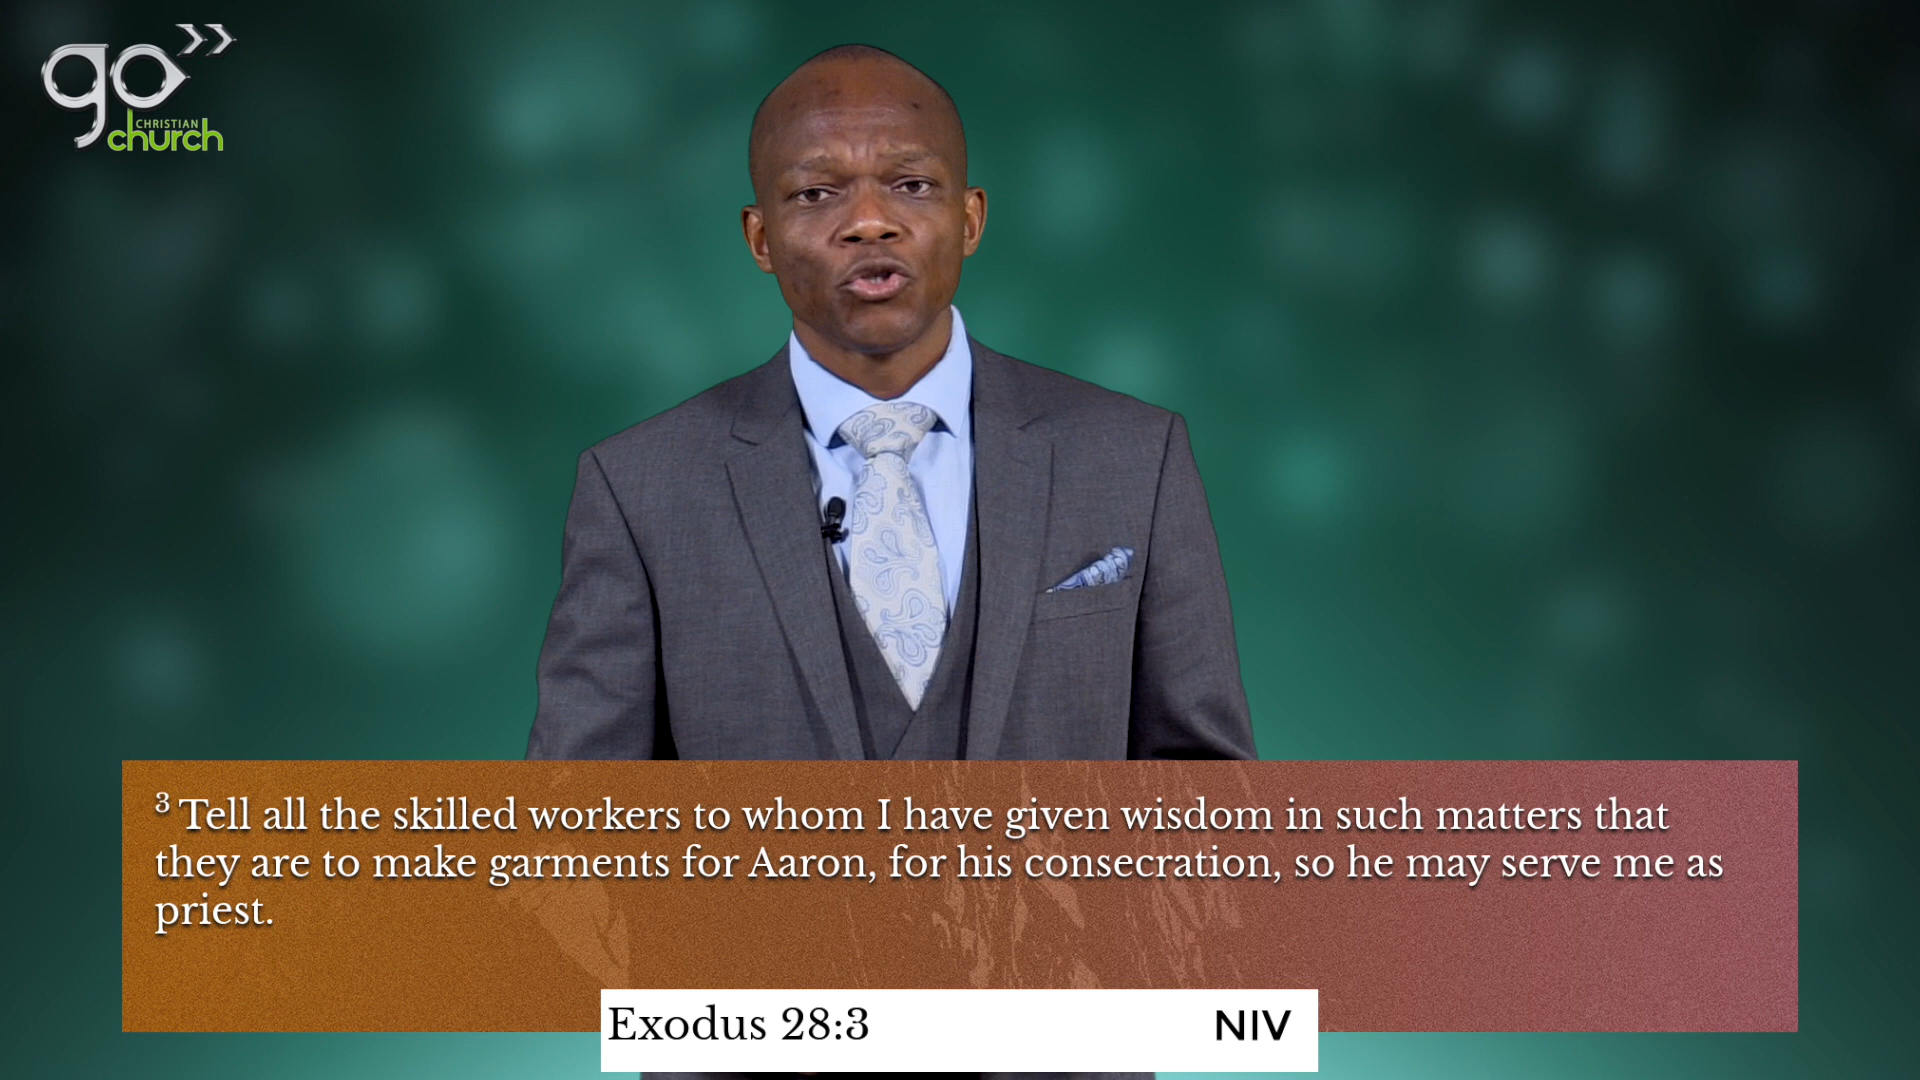 go
CHRISTIAN
church
3 Tell all the skilled workers to whom I have given wisdom in such matters that
they are to make garments for Aaron, for his consecration, so he may serve me as
priest.
Exodus 28:3 NIV